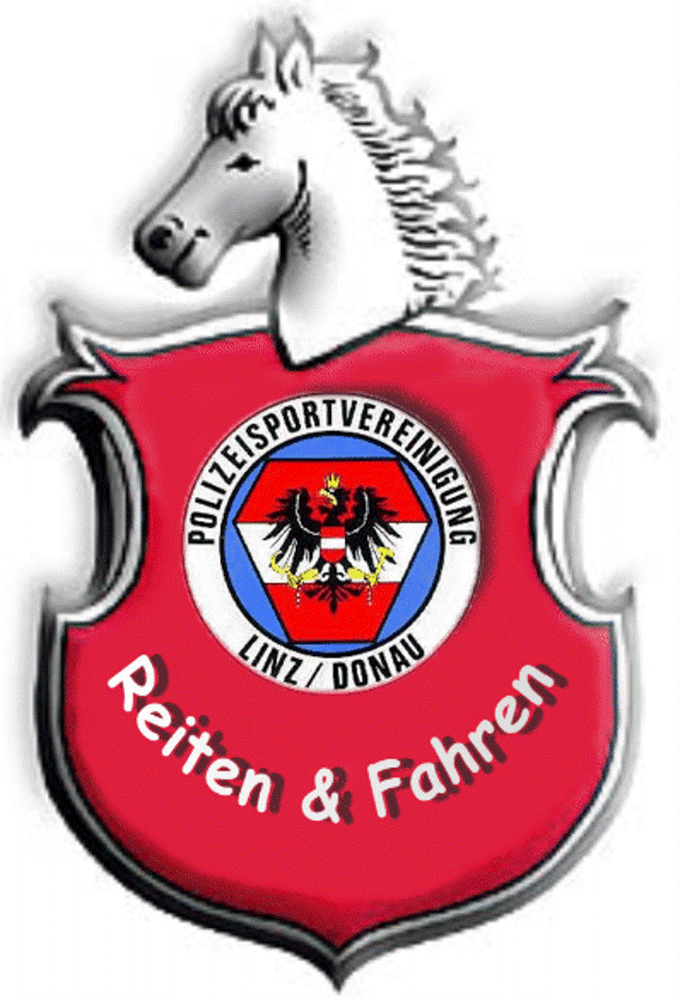 POLIZEISPORTVEREINIGUNG
LINZ / DONAU
Reiten & Fahren